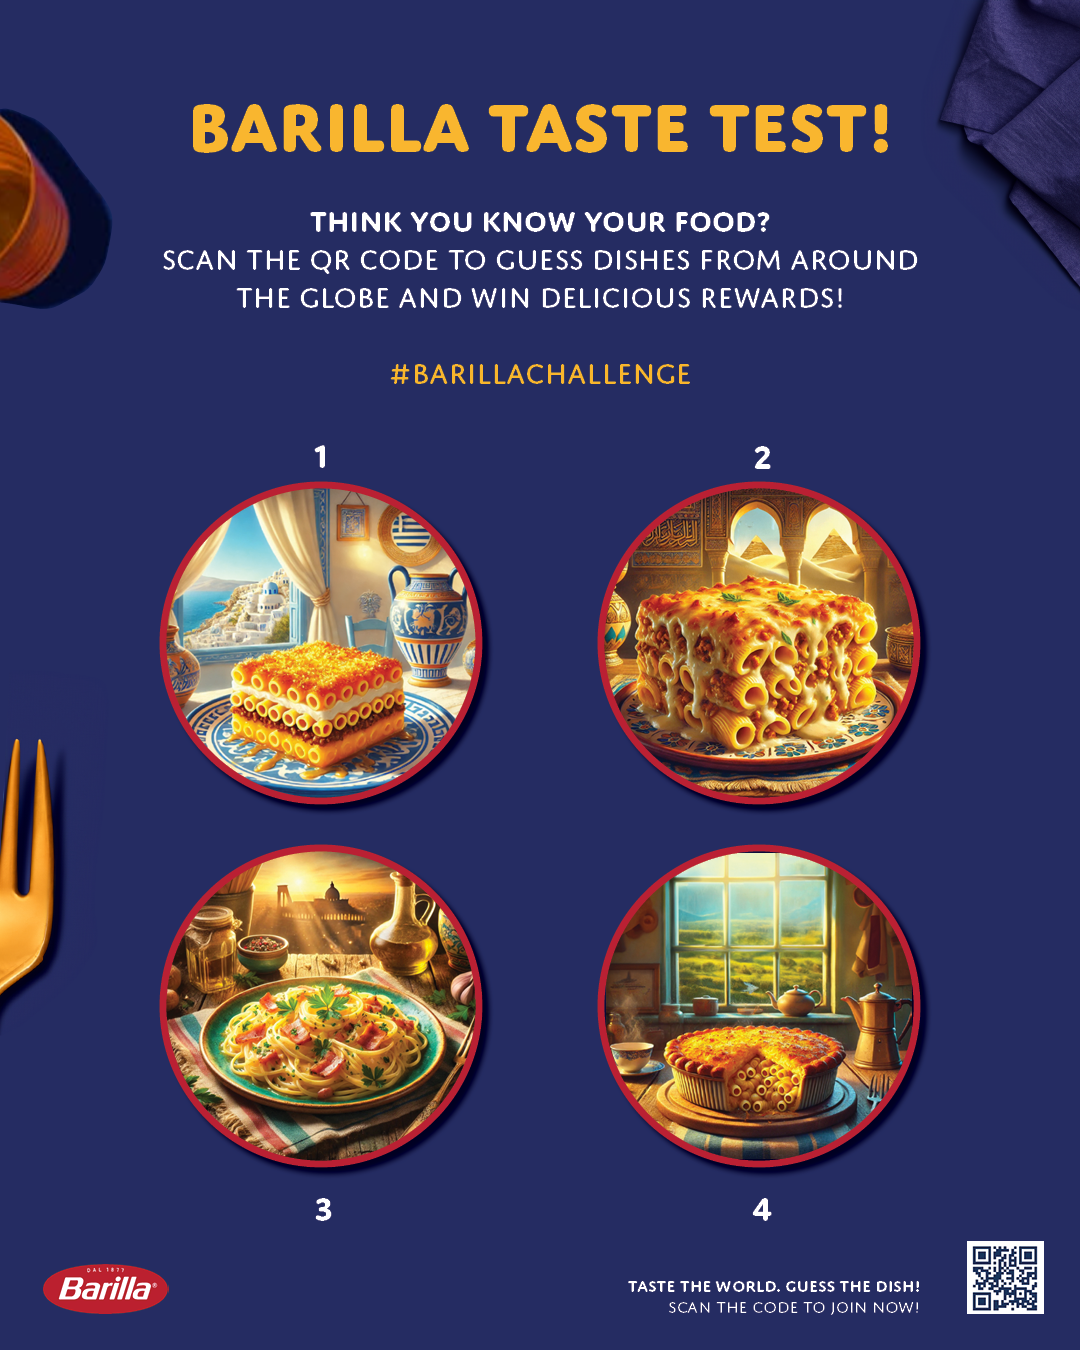 BARILLA TASTE TEST!
THINK YOU KNOW YOUR FOOD?
SCAN THE QR CODE TO GUESS DISHES FROM AROUND
THE GLOBE AND WIN DELICIOUS REWARDS!
#BARILLACHALLENGE
1
2
3
4
DAL 1877
Barilla®
TASTE THE WORLD. GUESS THE DISH!
SCAN THE CODE TO JOIN NOW!